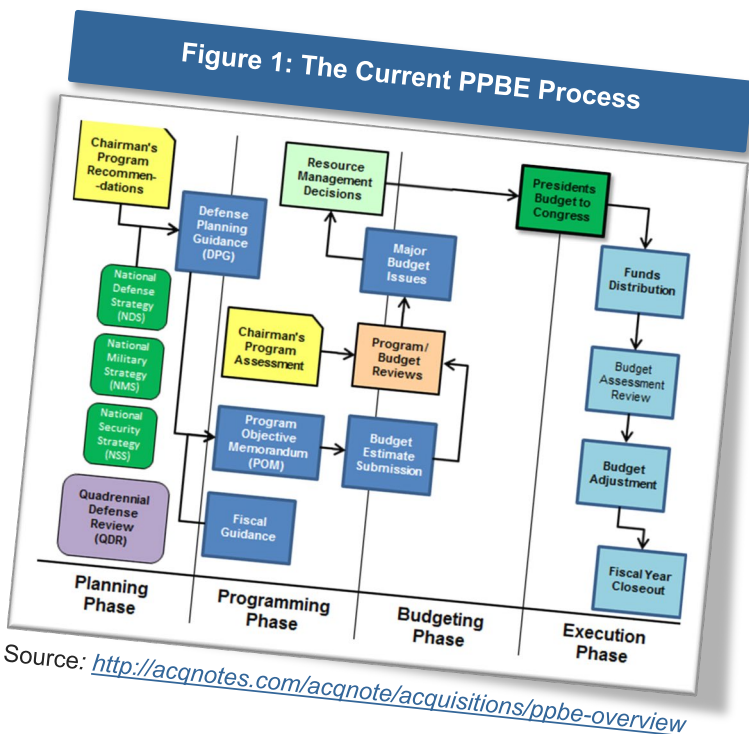 Figure 1: The Current PPBE Process
Chairman's
Program
Recommen-
-dations
Defense
Planning
Guidance
(DPG)
National
Defense
Strategy
(NDS)
National
Military
Strategy
(NMS)
National
Security
Strategy
(NSS)
Quadrennial
Defense
Review
(QDR)
Resource
Management
Decisions
Major
Budget
Issues
Chairman's
Program
Assessment
Program/
Budget
Reviews
Program
Objective
Memorandum
(POM)
Budget
Estimate
Submission
Fiscal
Guidance
Presidents
Budget to
Congress
Funds
Distribution
Budget
Assessment
Review
Budget
Adjustment
Fiscal Year
Closeout
Planning
Phase
Programming
Phase
Budgeting
Phase
Execution
Phase
Source: http://acqnotes.com/acqnote/acquisitions/ppbe-overview